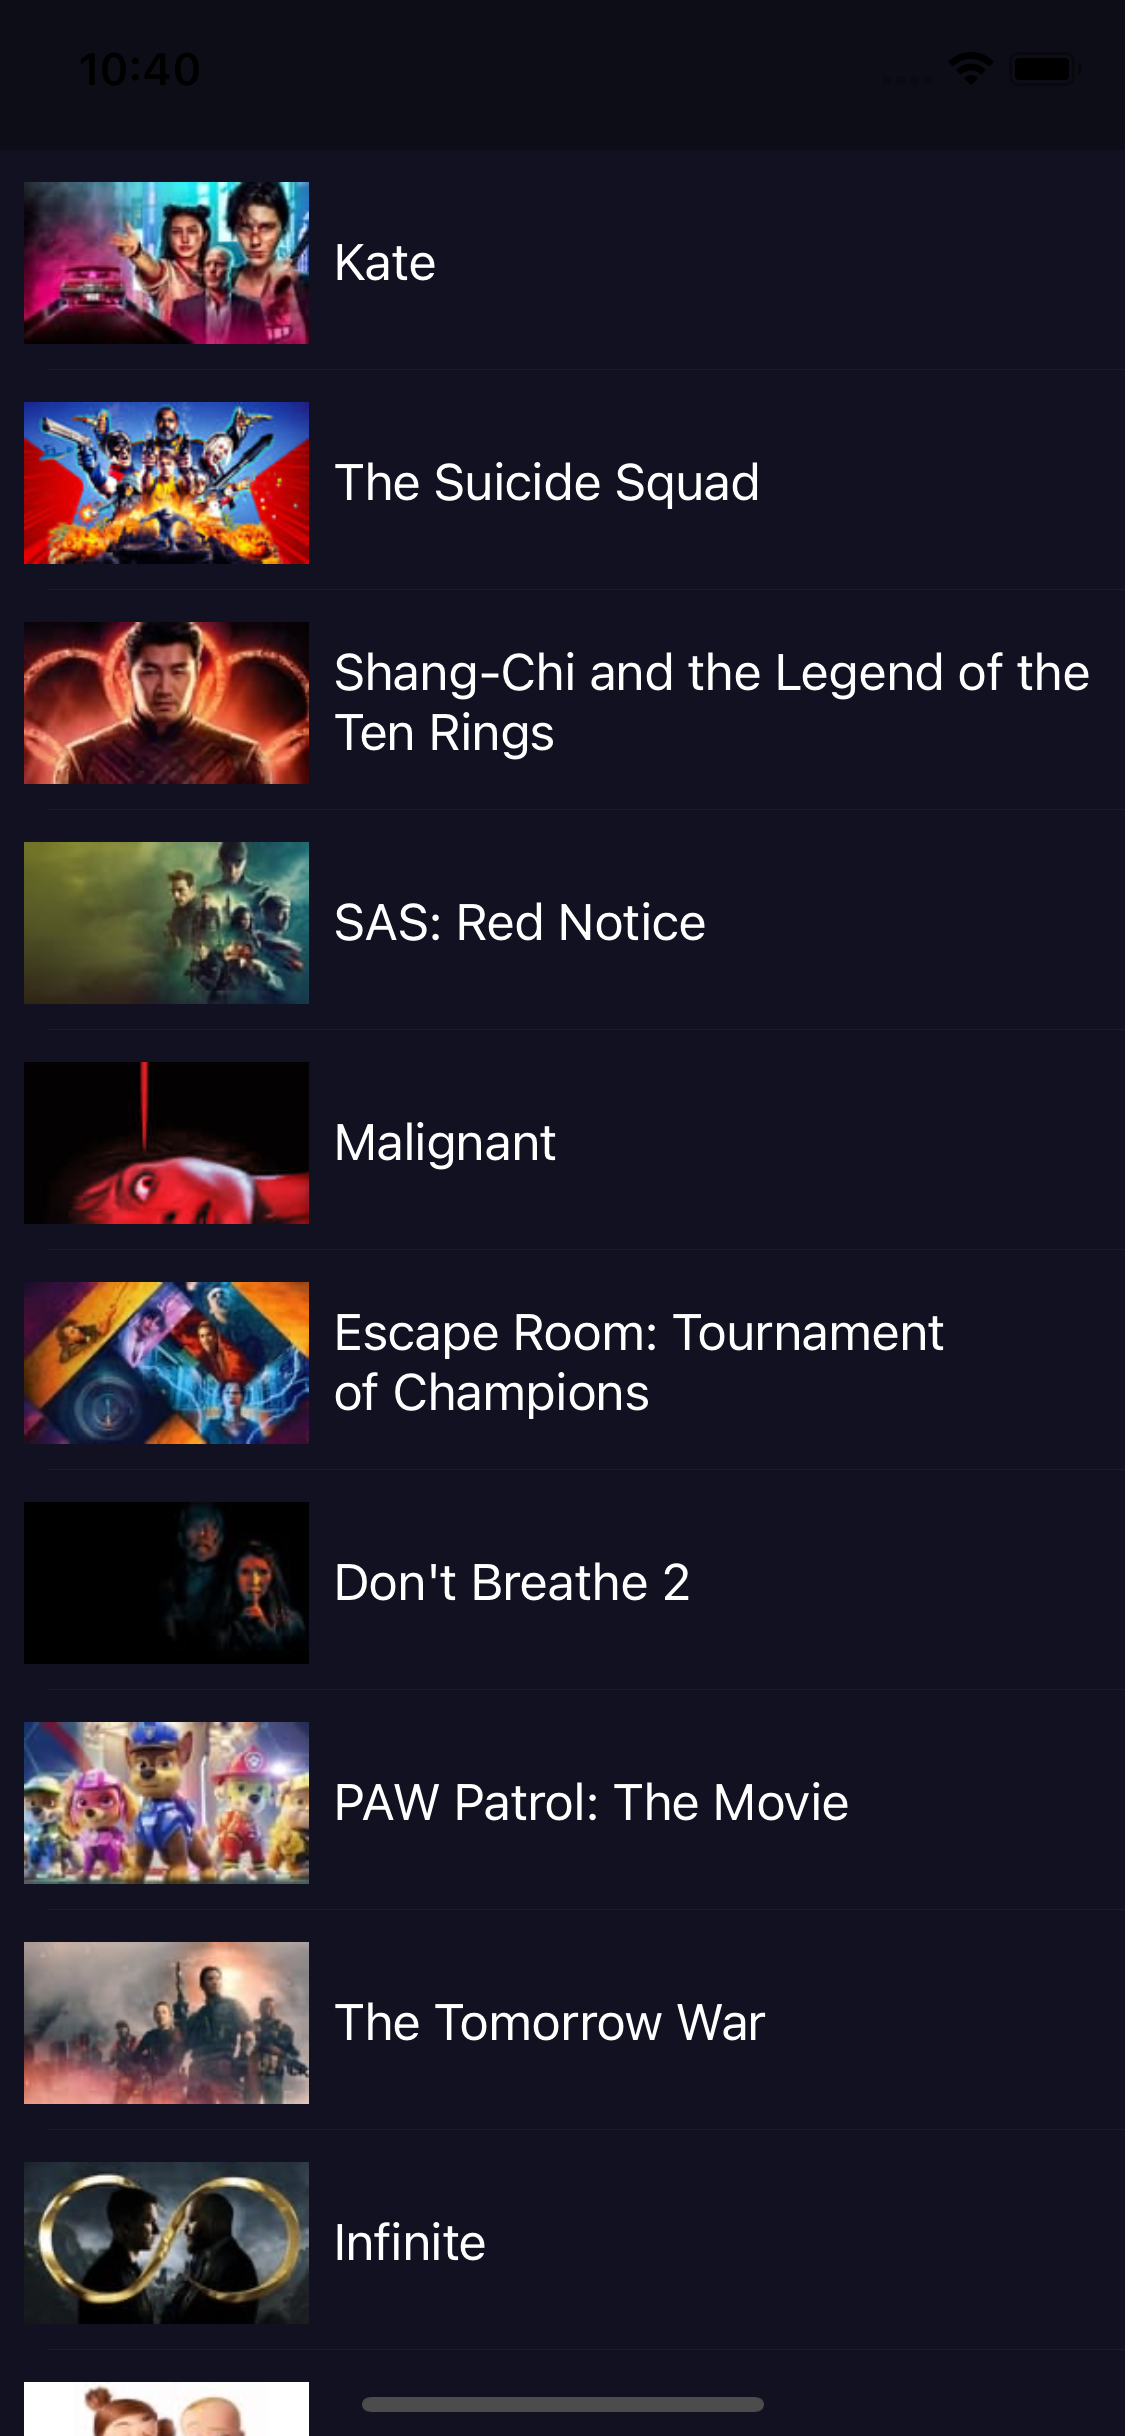 10:40
Kate
The Suicide Squad
Shang-Chi and the Legend of the
Ten Rings
SAS: Red Notice
Malignant
Escape Room: Tournament
of Champions
Don't Breathe 2
PAW Patrol: The Movie
The Tomorrow War
Infinite